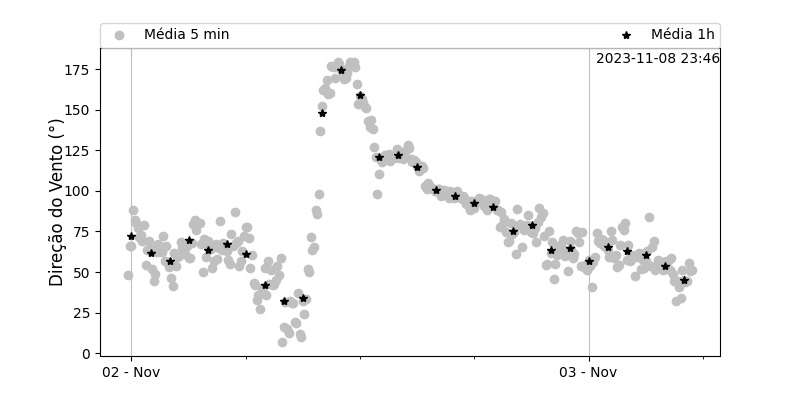 Média 5 min
Média 1h
2023-11-08 23:46
Direção do Vento (°)
175
150
125
100
75
50
25
0
02 - Nov
03 - Nov